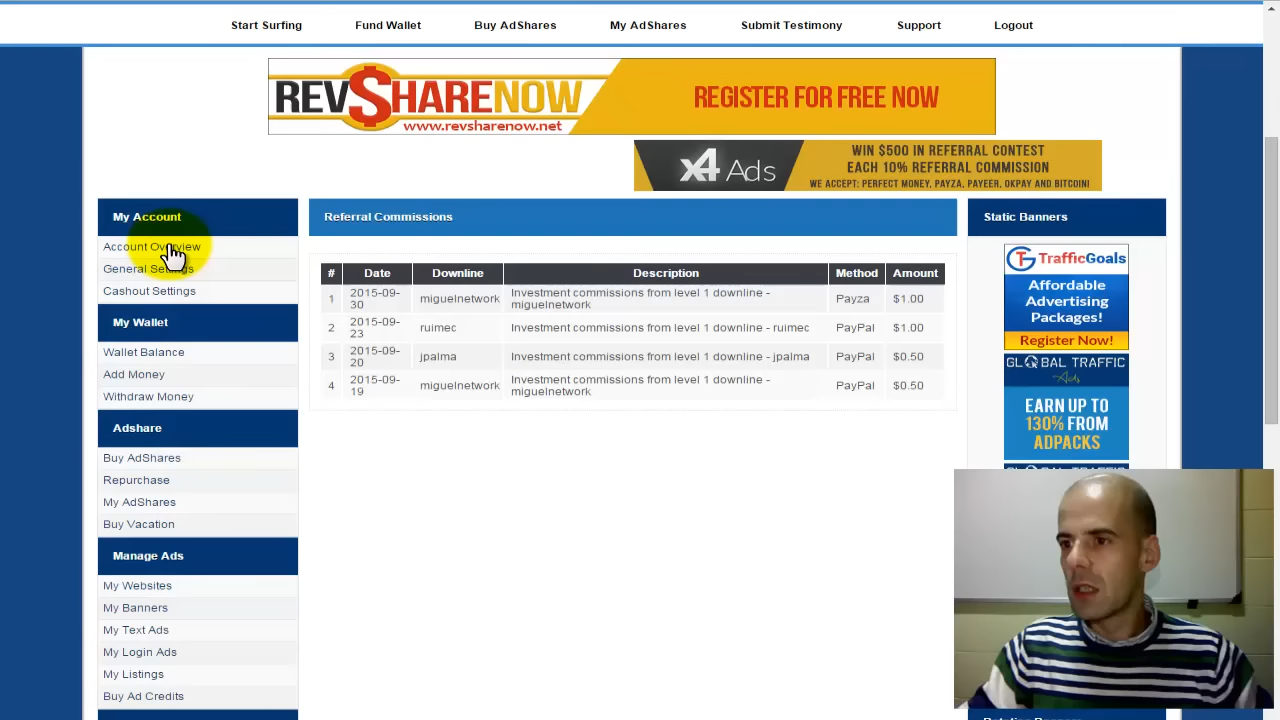 Start Surfing Fund Wallet Buy AdShares My AdShares Submit Testimony Support Logout
REV$HARENOW REGISTER FOR FREE NOW
www.revsharenow.net
x4 Ads
WIN $500 IN REFERRAL CONTEST
EACH 10% REFERRAL COMMISSION
WE ACCEPT: PERFECT MONEY, PAYZA, PAYEER, OKPAY AND BITCOIN!
My Account
Account Overview
General Settings
Cashout Settings
My Wallet
Wallet Balance
Add Money
Withdraw Money
Adshare
Buy AdShares
Repurchase
My AdShares
Buy Vacation
Manage Ads
My Websites
My Banners
My Text Ads
My Login Ads
My Listings
Buy Ad Credits
Referral Commissions
# Date Downline Description Method Amount
1 2015-09-30 miguelnetwork Investment commissions from level 1 downline - miguelnetwork Payza $1.00
2 2015-09-23 ruimec Investment commissions from level 1 downline - ruimec PayPal $1.00
3 2015-09-20 jpalma Investment commissions from level 1 downline - jpalma PayPal $0.50
4 2015-09-19 miguelnetwork Investment commissions from level 1 downline - miguelnetwork PayPal $0.50
Static Banners
TG TrafficGoals
Affordable
Advertising
Packages!
Register Now!
GLOBAL TRAFFIC
Ads
EARN UP TO
130% FROM
ADPACKS